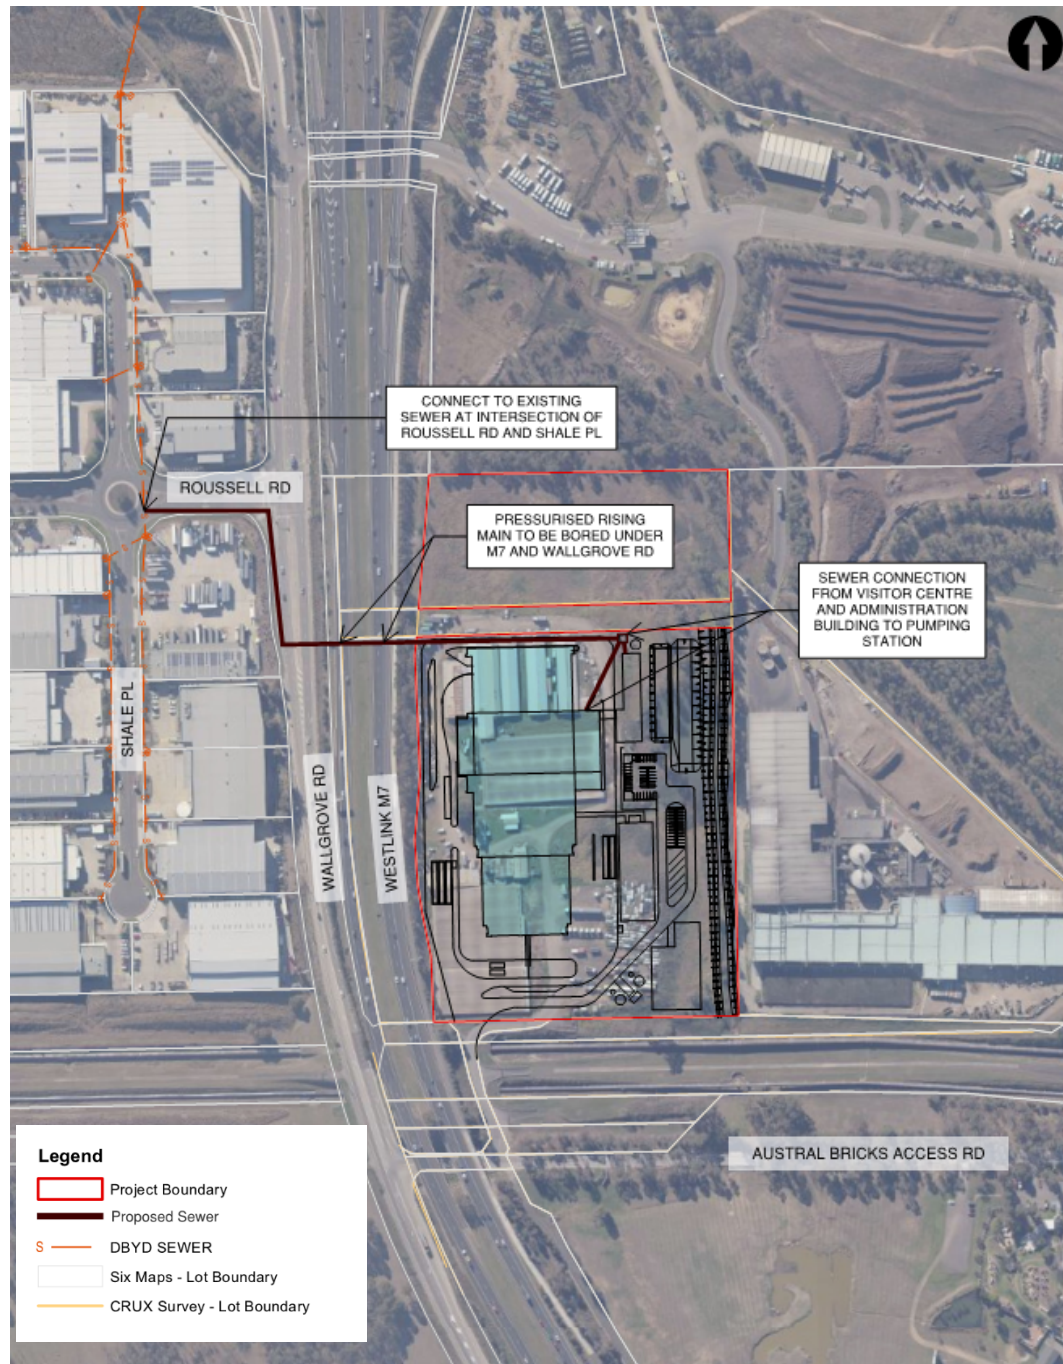 CONNECT TO EXISTING
SEWER AT INTERSECTION OF
ROUSSELL RD AND SHALE PL
ROUSSELL RD
PRESSURISED RISING
MAIN TO BE BORED UNDER
M7 AND WALLGROVE RD
SEWER CONNECTION
FROM VISITOR CENTRE
AND ADMINISTRATION
BUILDING TO PUMPING
STATION
SHALE PL
WALLGROVE RD
WESTLINK M7
AUSTRAL BRICKS ACCESS RD
Legend
Project Boundary
Proposed Sewer
S DBYD SEWER
Six Maps - Lot Boundary
CRUX Survey - Lot Boundary